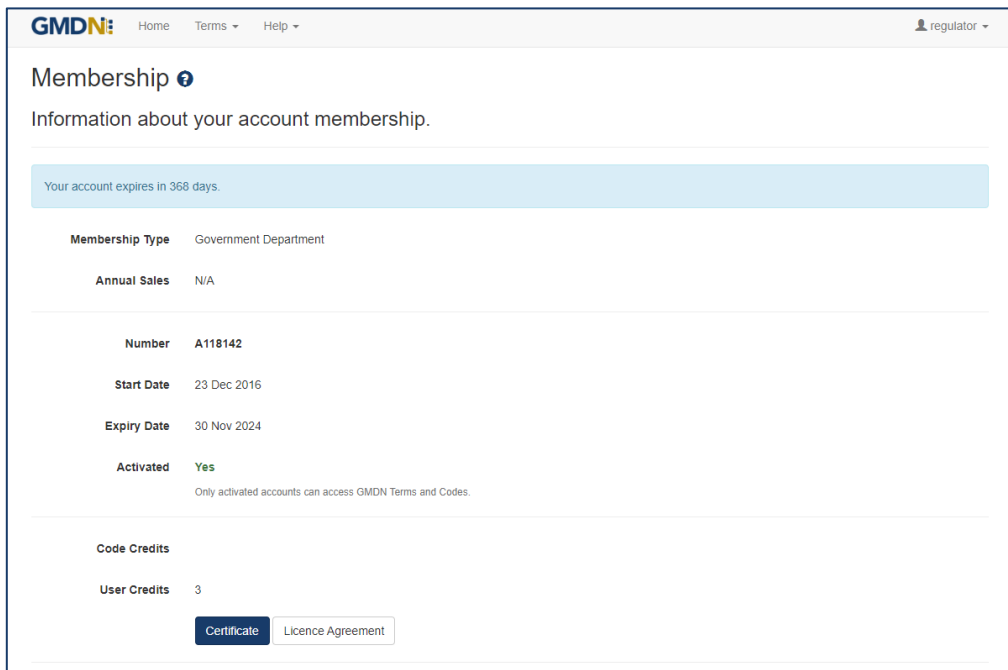 GMDN Home Terms Help regulator
Membership ?
Information about your account membership.
Your account expires in 368 days.
Membership Type Government Department
Annual Sales N/A
Number A118142
Start Date 23 Dec 2016
Expiry Date 30 Nov 2024
Activated Yes
Only activated accounts can access GMDN Terms and Codes.
Code Credits
User Credits 3
Certificate Licence Agreement